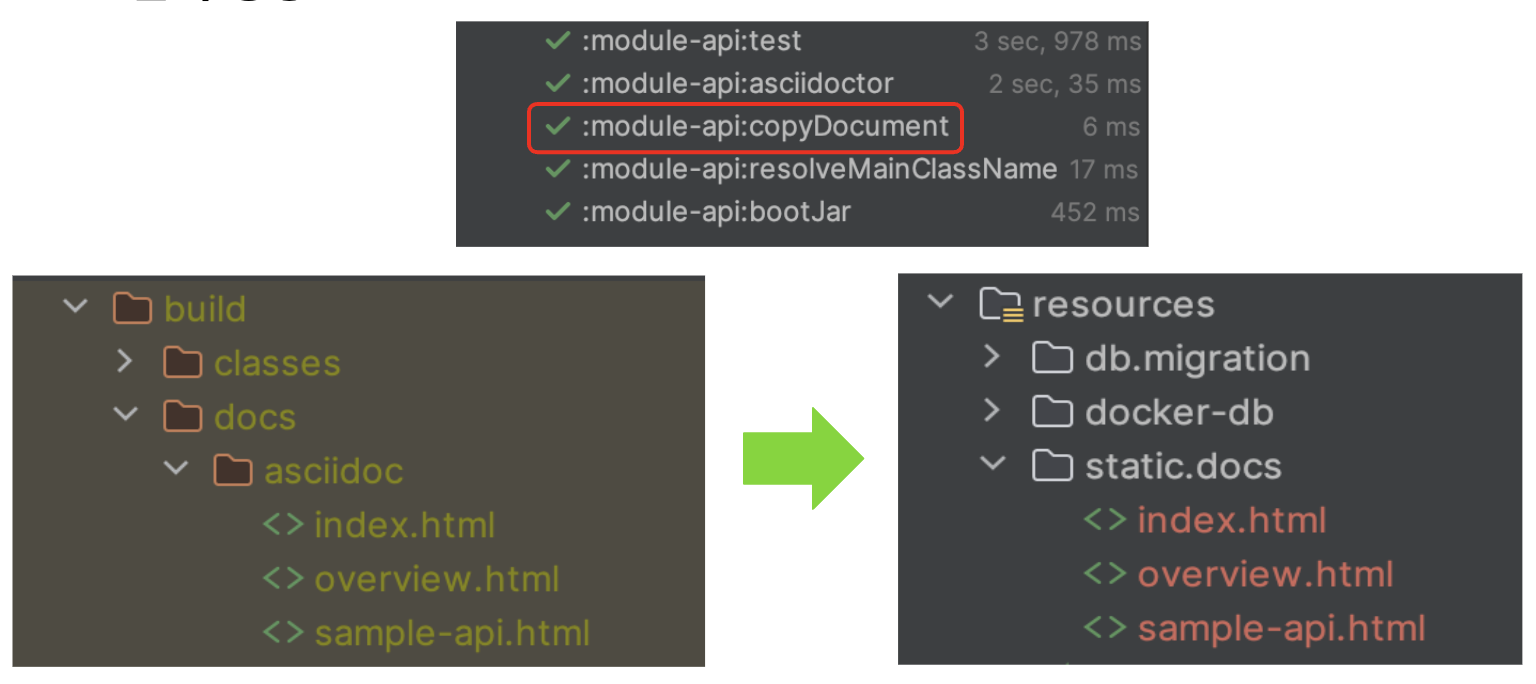 :module-api:test 3 sec, 978 ms
:module-api:asciidoctor 2 sec, 35 ms
:module-api:copyDocument 6 ms
:module-api:resolveMainClassName 17 ms
:module-api:bootJar 452 ms
build
classes
docs
asciidoc
index.html
overview.html
sample-api.html
resources
db.migration
docker-db
static.docs
index.html
overview.html
sample-api.html